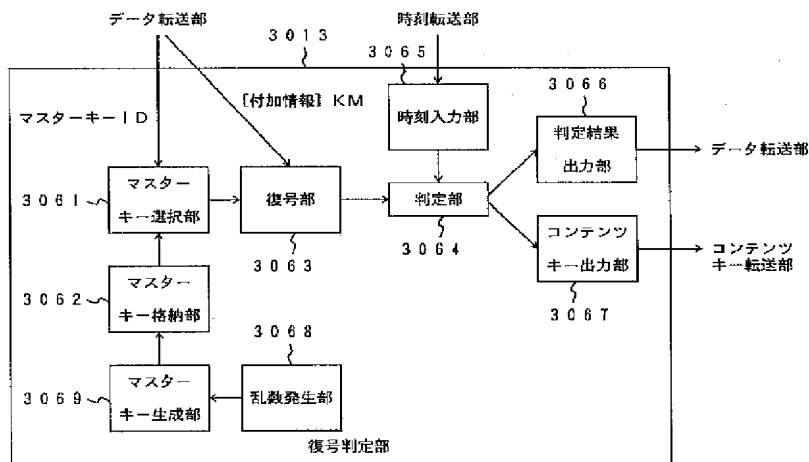 データ転送部
時刻転送部
3013
3065
マスターキーID
[付加情報]KM
時刻入力部
3066
判定結果
出力部
データ転送部
3061
マスター
キー選択部
復号部
判定部
3063
3064
コンテンツ
キー出力部
コンテンツ
キー転送部
3062
マスター
キー格納部
3068
3067
3069
マスター
キー生成部
乱数発生部
復号判定部